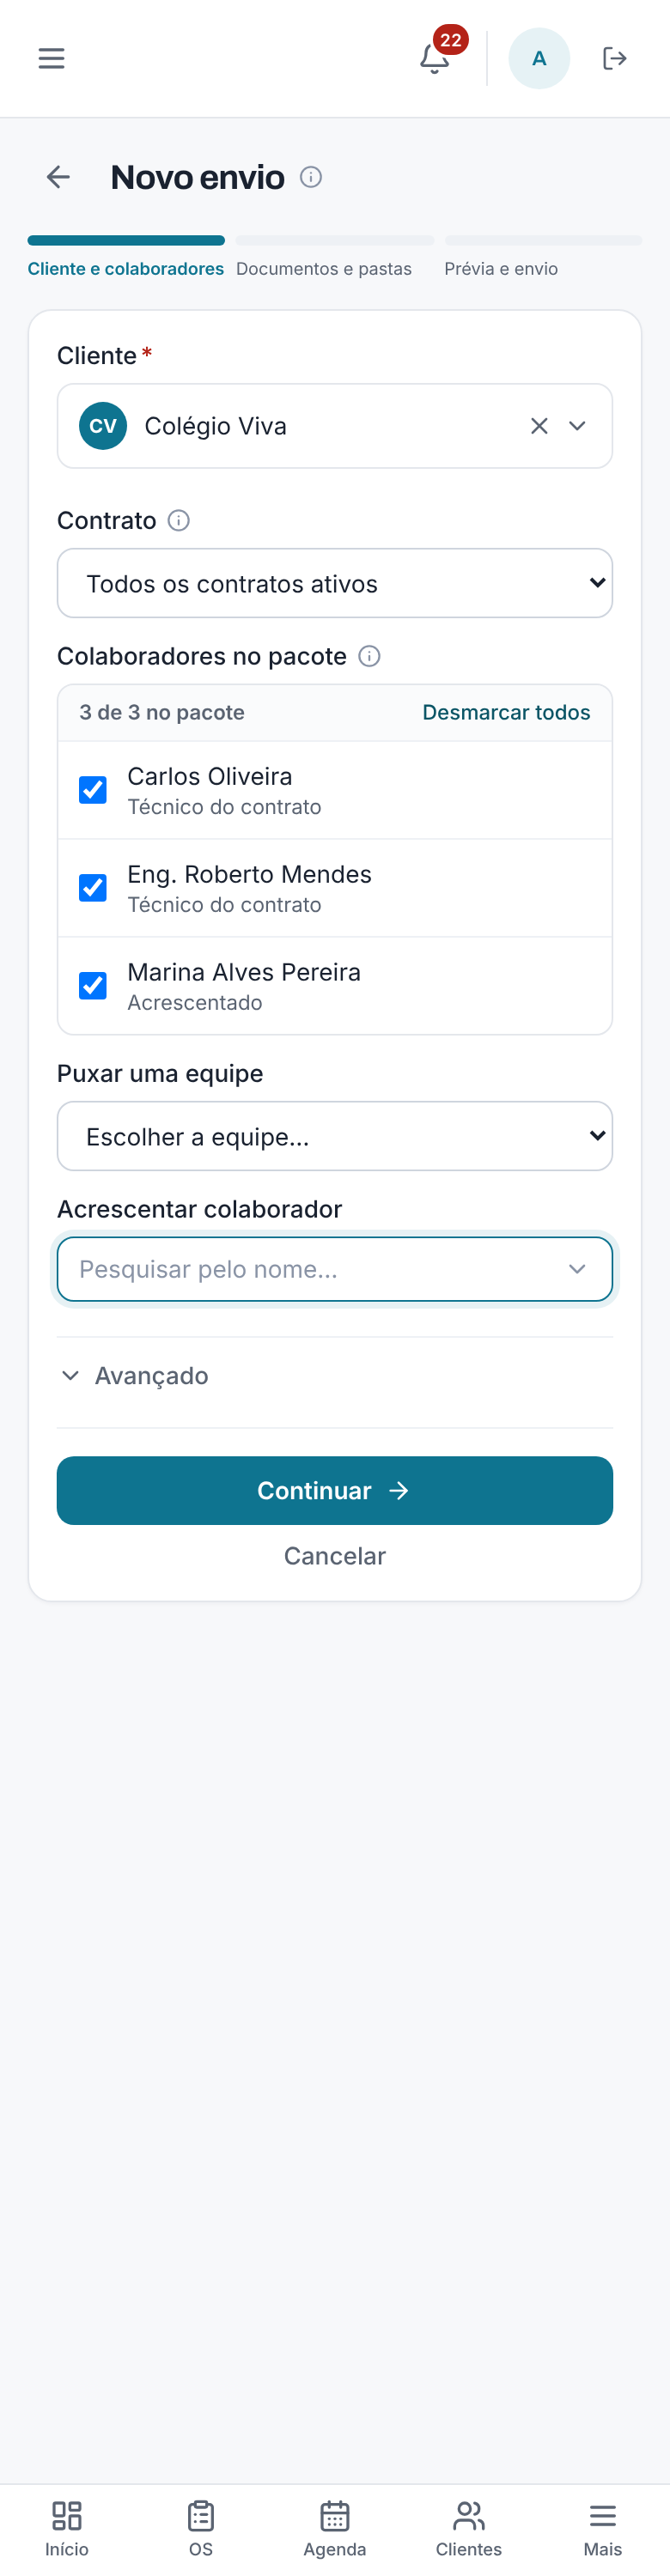 22
A
Novo envio
Cliente e colaboradores
Documentos e pastas
Prévia e envio
Cliente*
CV
Colégio Viva
Contrato
Todos os contratos ativos
Colaboradores no pacote
3 de 3 no pacote
Desmarcar todos
Carlos Oliveira
Técnico do contrato
Eng. Roberto Mendes
Técnico do contrato
Marina Alves Pereira
Acrescentado
Puxar uma equipe
Escolher a equipe...
Acrescentar colaborador
Pesquisar pelo nome...
Avançado
Continuar
Cancelar
Início
OS
Agenda
Clientes
Mais